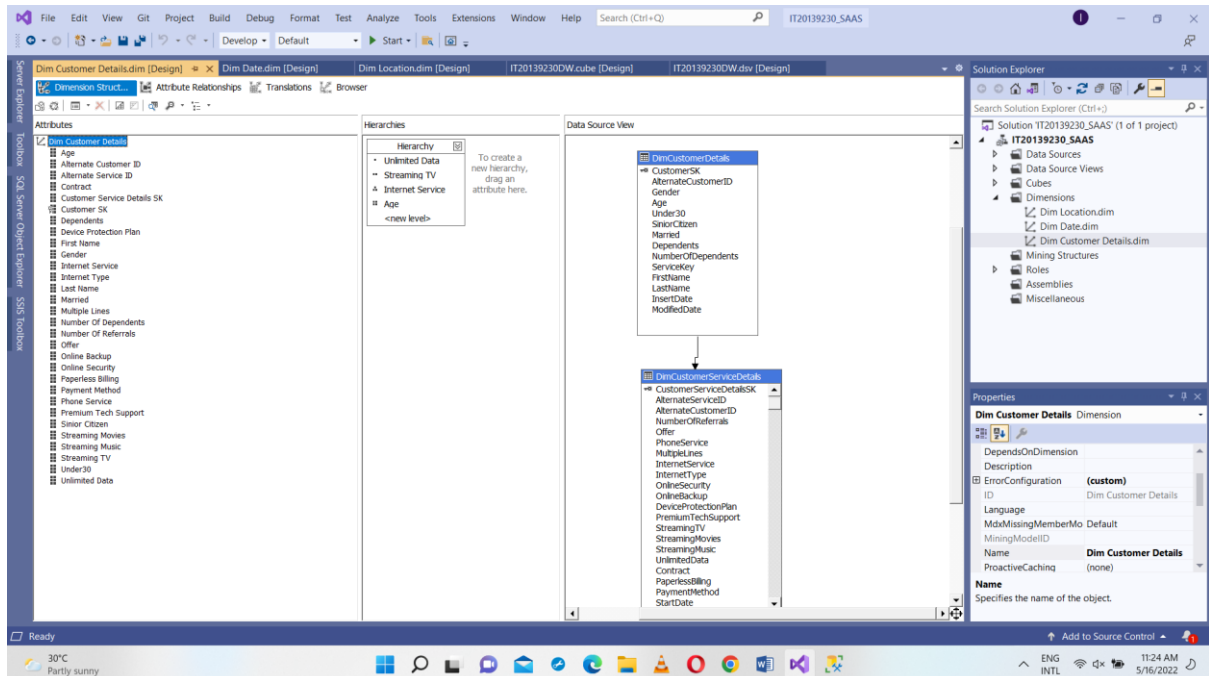 File Edit View Git Project Build Debug Format Test Analyze Tools Extensions Window Help Search (Ctrl+Q) IT20139230_SAAS I
Develop Default Start
Dim Customer Details.dim [Design] Dim Date.dim [Design] Dim Location.dim [Design] IT20139230DW.cube [Design] IT20139230DW.dsv [Design]
Dimension Struct... Attribute Relationships Translations Browser
Server Explorer
Toolbox
SQL Server Object Explorer
SSIS Toolbox
Attributes
Dim Customer Details
Age
Alternate Customer ID
Alternate Service ID
Contract
Customer Service Details SK
Customer SK
Dependents
Device Protection Plan
First Name
Gender
Internet Service
Internet Type
Last Name
Married
Multiple Lines
Number Of Dependents
Number Of Referrals
Offer
Online Backup
Online Security
Paperless Billing
Payment Method
Phone Service
Premium Tech Support
Sinior Citizen
Streaming Movies
Streaming Music
Streaming TV
Under30
Unlimited Data
Hierarchies
Hierarchy
Unlimited Data
Streaming TV
Internet Service
Age
<new level>
To create a
new hierarchy,
drag an
attribute here.
Data Source View
DimCustomerDetails
CustomerSK
AlternateCustomerID
Gender
Age
Under30
SiniorCitizen
Married
Dependents
NumberOfDependents
ServiceKey
FirstName
LastName
InsertDate
ModifiedDate
DimCustomerServiceDetails
CustomerServiceDetailsSK
AlternateServiceID
AlternateCustomerID
NumberOfReferrals
Offer
PhoneService
MultipleLines
InternetService
InternetType
OnlineSecurity
OnlineBackup
DeviceProtectionPlan
PremiumTechSupport
StreamingTV
StreamingMovies
StreamingMusic
UnlimitedData
Contract
PaperlessBilling
PaymentMethod
StartDate
Solution Explorer
Search Solution Explorer (Ctrl+;)
Solution 'IT20139230_SAAS' (1 of 1 project)
IT20139230_SAAS
Data Sources
Data Source Views
Cubes
Dimensions
Dim Location.dim
Dim Date.dim
Dim Customer Details.dim
Mining Structures
Roles
Assemblies
Miscellaneous
Properties
Dim Customer Details Dimension
DependsOnDimension
Description
ErrorConfiguration (custom)
ID Dim Customer Details
Language
MdxMissingMemberMo Default
MiningModelID
Name Dim Customer Details
ProactiveCaching (none)
Name
Specifies the name of the object.
Ready Add to Source Control 1
30°C
Partly sunny
ENG
INTL
11:24 AM
5/16/2022